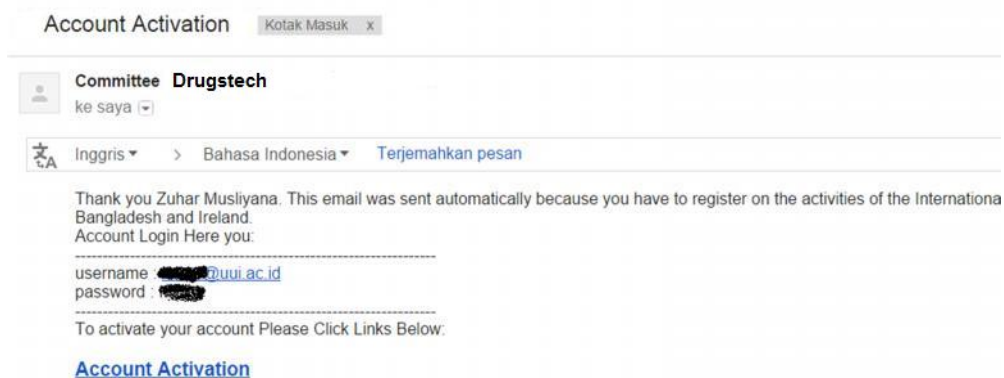 Account Activation Kotak Masuk x
Committee Drugstech
ke saya
Inggris > Bahasa Indonesia Terjemahkan pesan
Thank you Zuhar Musliyana. This email was sent automatically because you have to register on the activities of the Internationa
Bangladesh and Ireland.
Account Login Here you:
----------------------------------------------------------------
username : @uui.ac.id
password :
----------------------------------------------------------------
To activate your account Please Click Links Below:
Account Activation